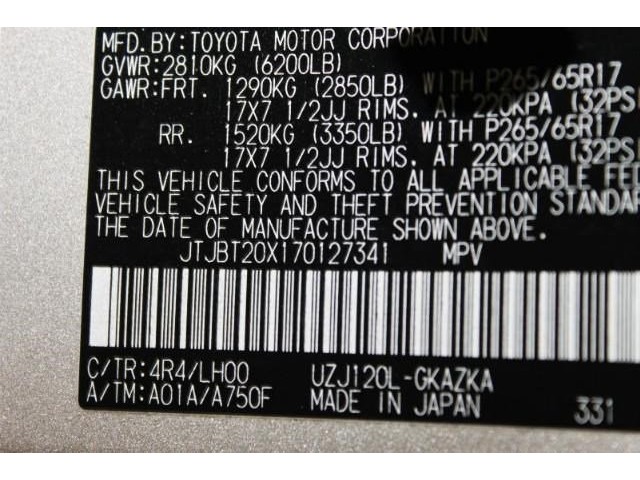 MFD. BY: TOYOTA MOTOR CORPORATION
GVWR: 2810KG (6200LB)
GAWR: FRT. 1290KG (2850LB) WITH P265/65R17
17X7 1/2JJ RIMS. AT 220KPA (32PSI
RR. 1520KG (3350LB) WITH P265/65R17
17X7 1/2JJ RIMS. AT 220KPA (32PS
THIS VEHICLE CONFORMS TO ALL APPLICABLE FED
VEHICLE SAFETY AND THEFT PREVENTION STANDAR
THE DATE OF MANUFACTURE SHOWN ABOVE.
JTJBT20X170127341 MPV
C/TR: 4R4/LH00 UZJ120L-GKAZKA
A/TM: A01A/A750F MADE IN JAPAN 331